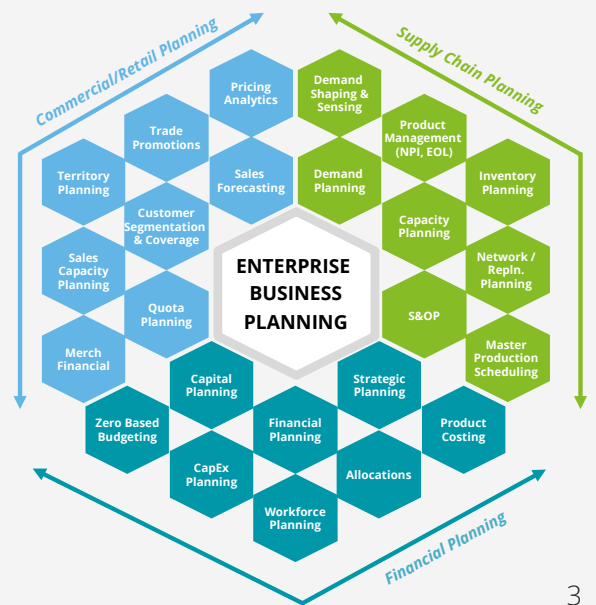 Commercial/Retail Planning
Supply Chain Planning
Pricing
Analytics
Trade
Promotions
Territory
Planning
Sales
Forecasting
Customer
Segmentation
& Coverage
Sales
Capacity
Planning
Quota
Planning
Merch
Financial
Demand
Shaping &
Sensing
Product
Management
(NPI, EOL)
Demand
Planning
Inventory
Planning
Capacity
Planning
Network /
Repln.
Planning
S&OP
Master
Production
Scheduling
ENTERPRISE
BUSINESS
PLANNING
Capital
Planning
Strategic
Planning
Zero Based
Budgeting
Financial
Planning
Product
Costing
CapEx
Planning
Allocations
Workforce
Planning
Financial Planning
3